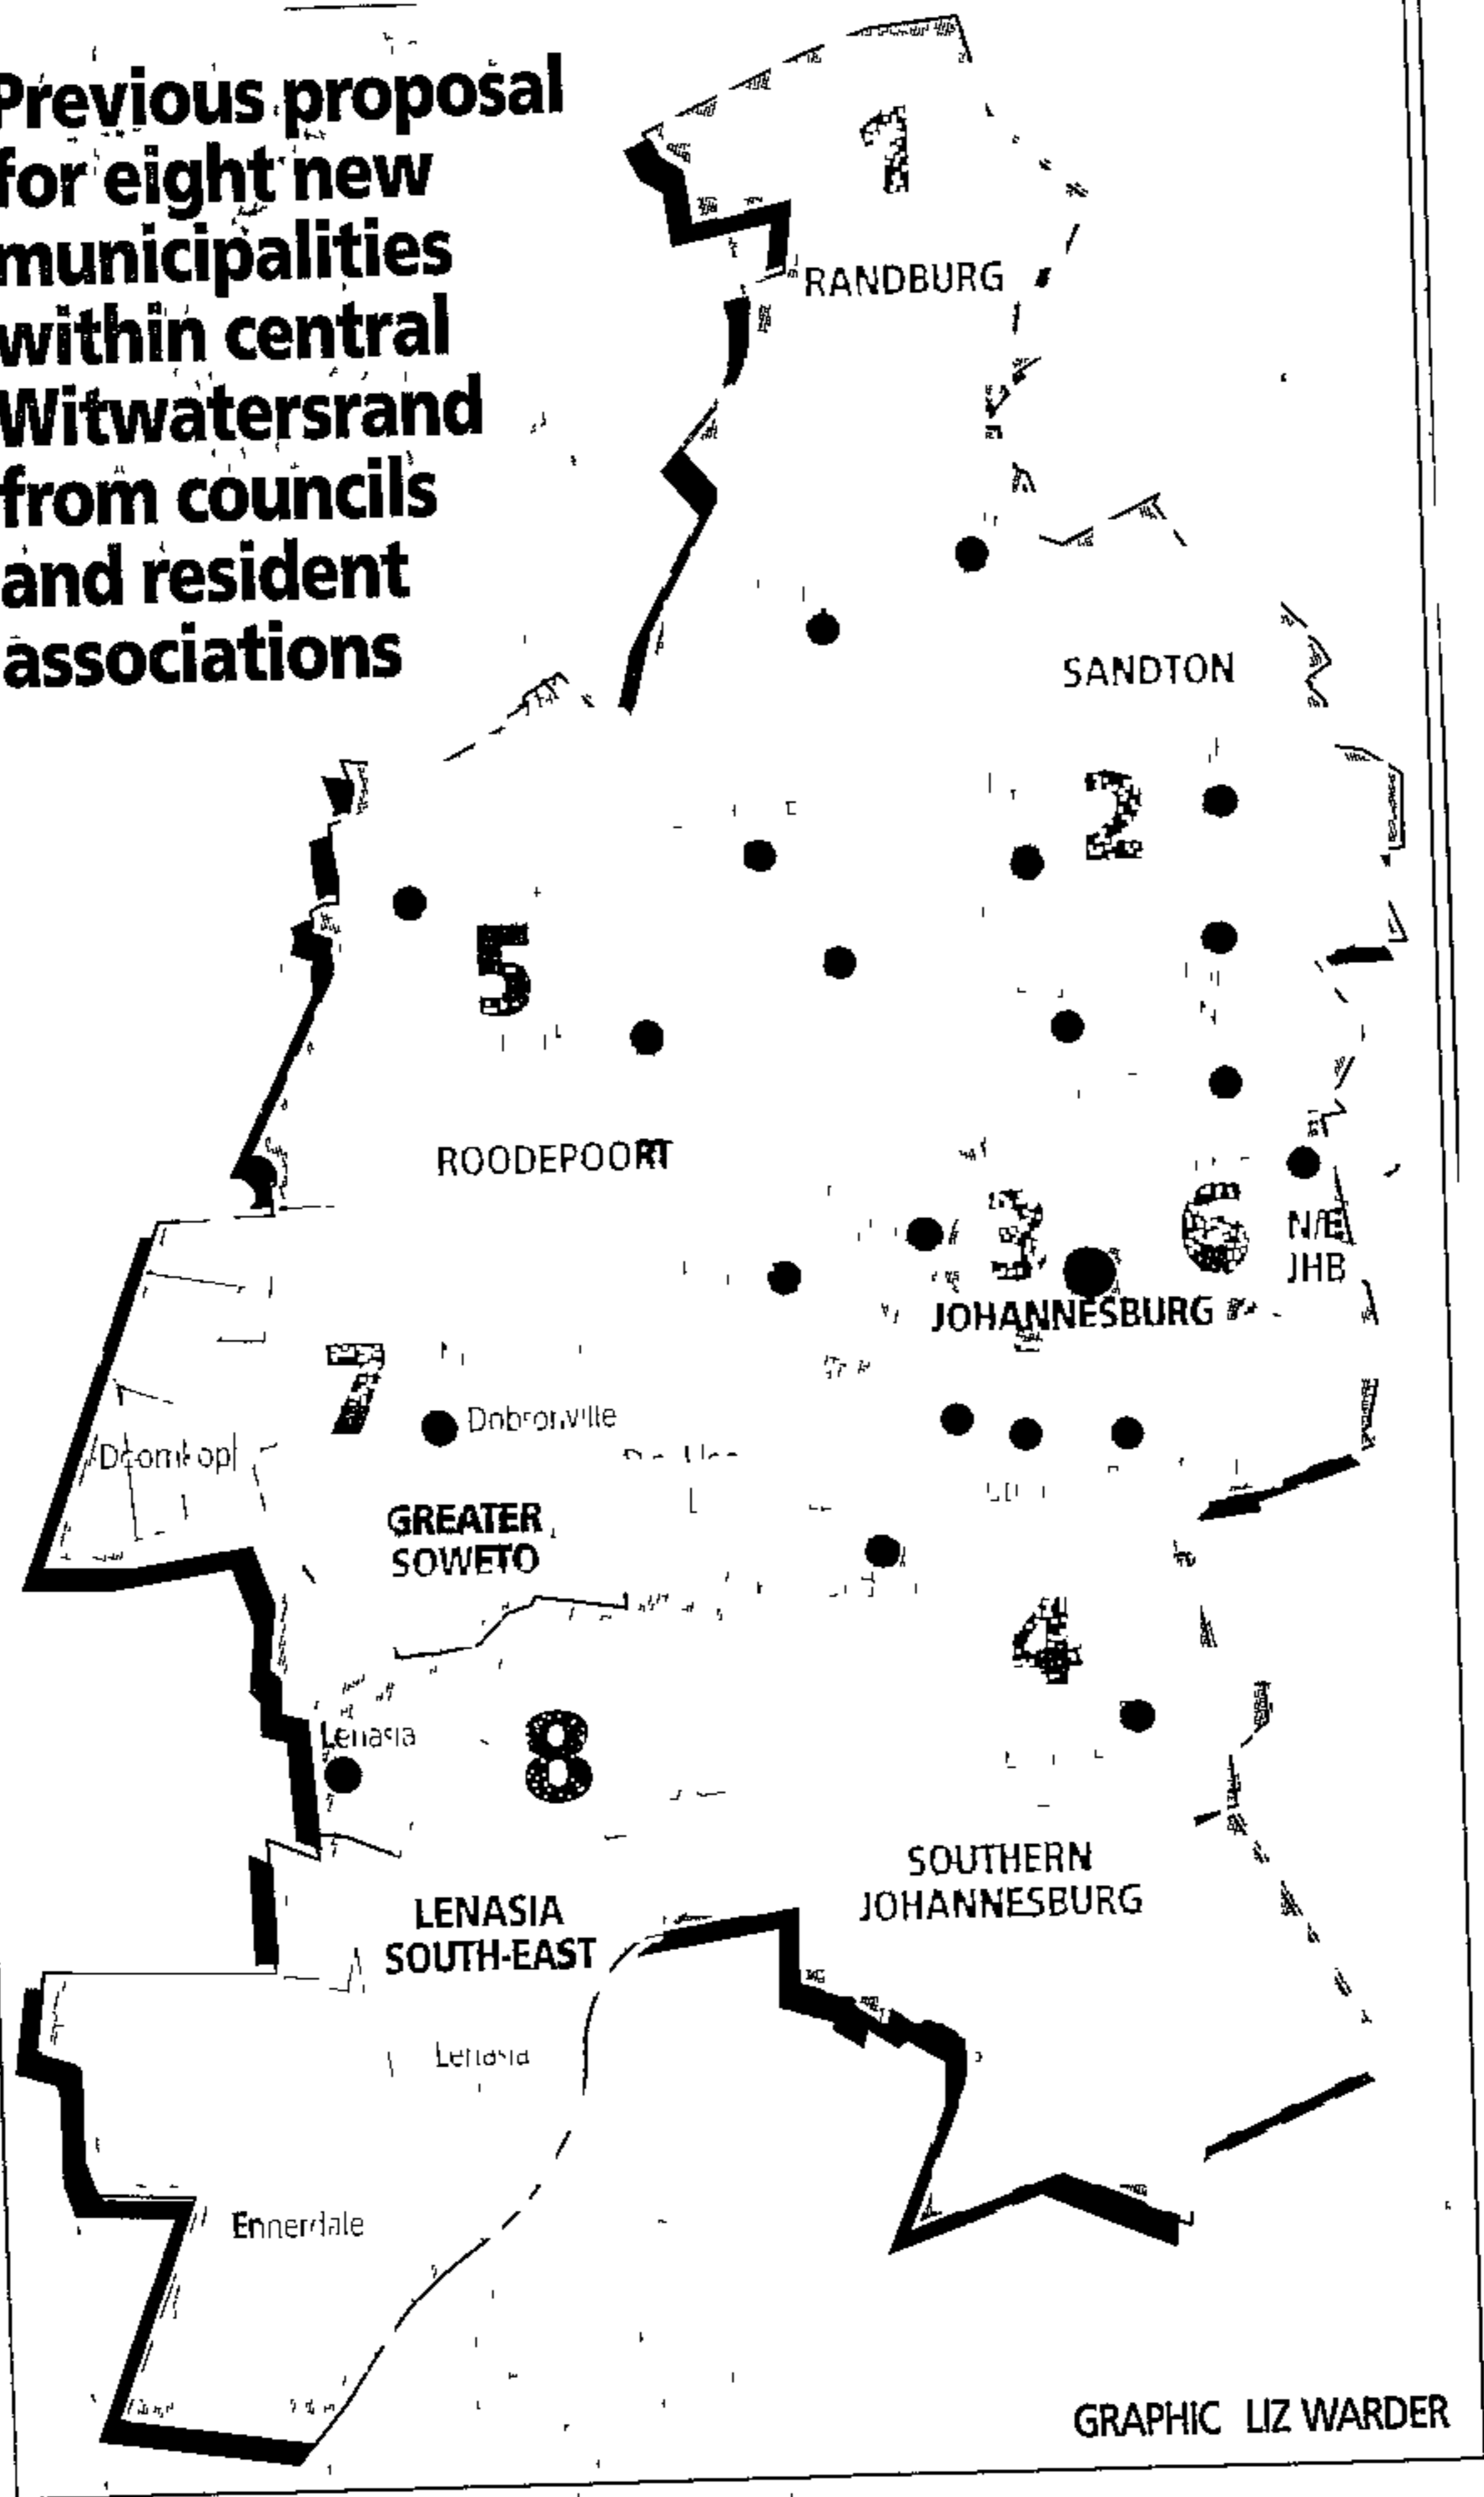 Previous proposal
for eight new
municipalities
within central
Witwatersrand
from councils
and resident
associations
1
RANDBURG
SANDTON
2
5
ROODEPOORT
3
6
N/E
JHB
JOHANNESBURG
7
Dobsonville
Doornkop
GREATER
SOWETO
4
Lenasia
8
SOUTHERN
JOHANNESBURG
LENASIA
SOUTH-EAST
Lenasia
Ennerdale
GRAPHIC LIZ WARDER